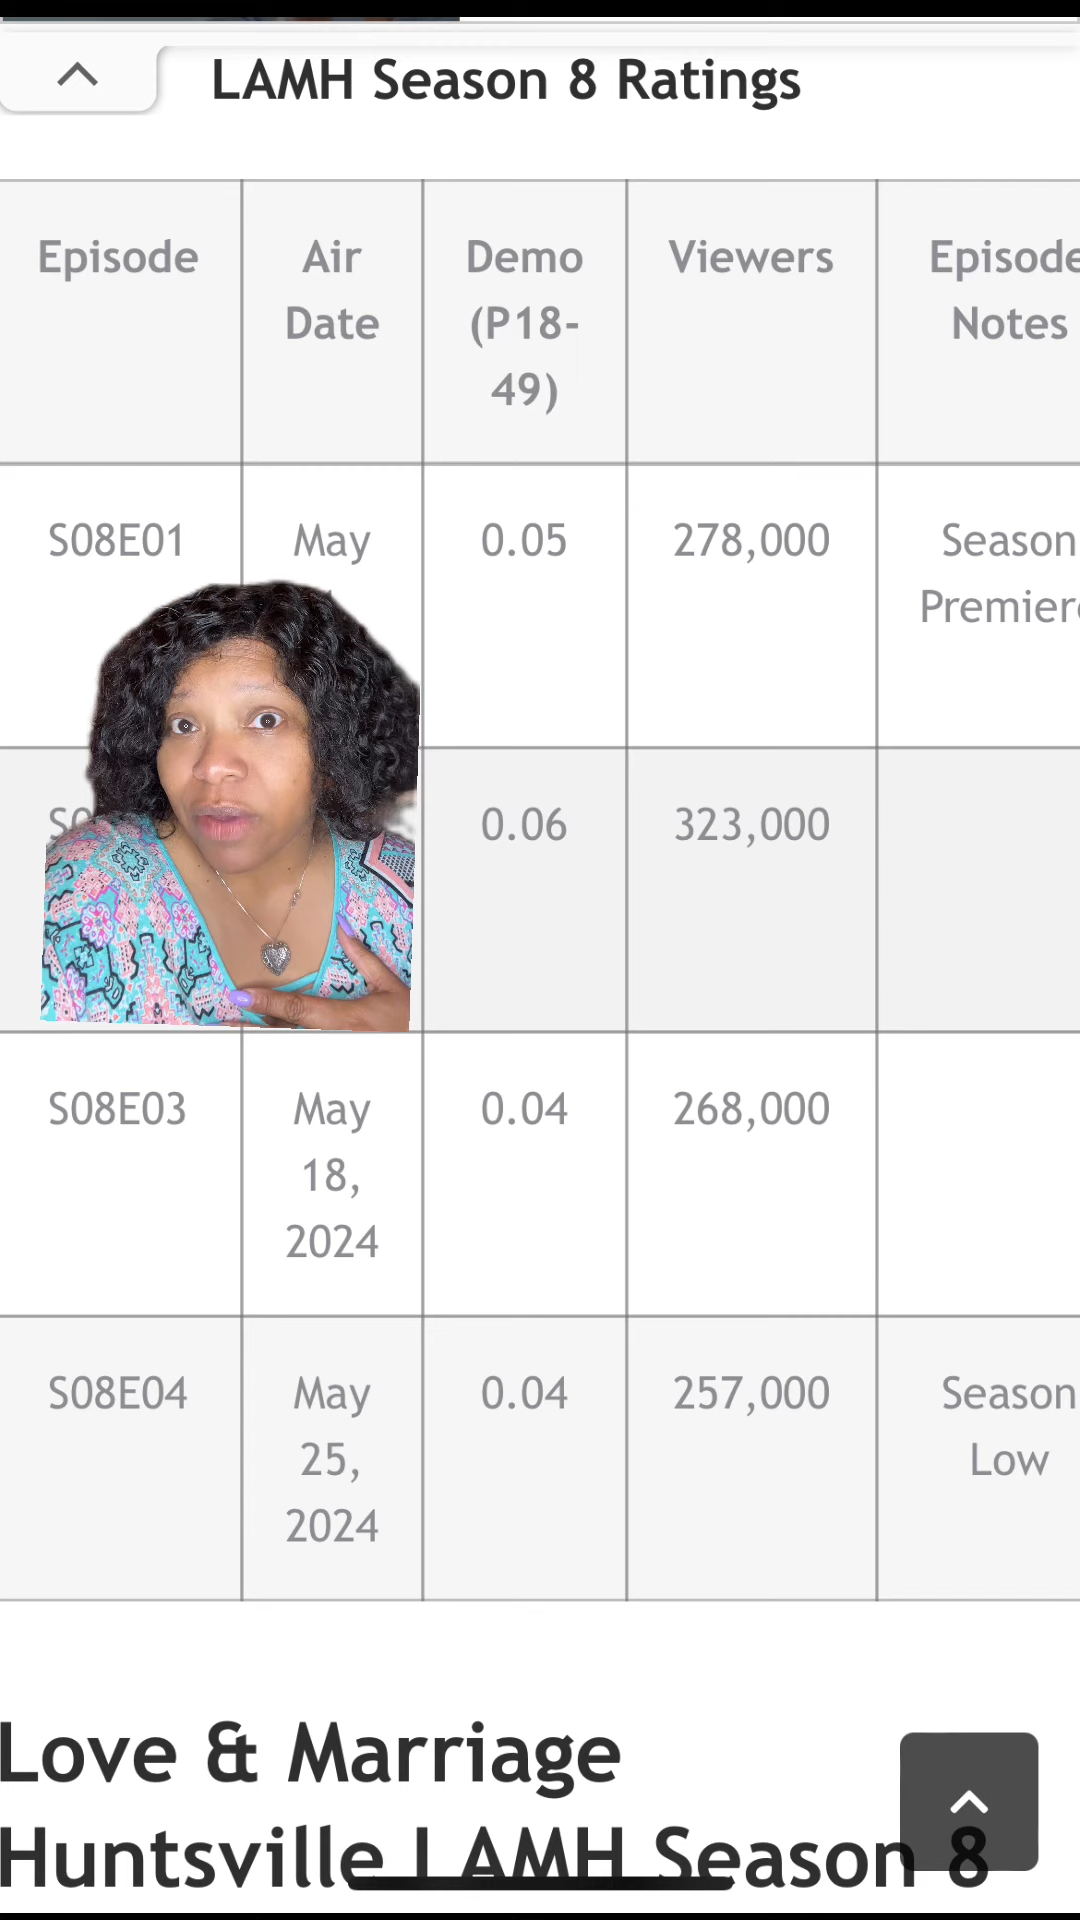 LAMH Season 8 Ratings
Episode
Air
Date
Demo
(P18-
49)
Viewers
Episode
Notes
S08E01
May
0.05
278,000
Season
Premiere
0.06
323,000
S08E03
May
18,
2024
0.04
268,000
S08E04
May
25,
2024
0.04
257,000
Season
Low
Love & Marriage
Huntsville LAMH Season 8